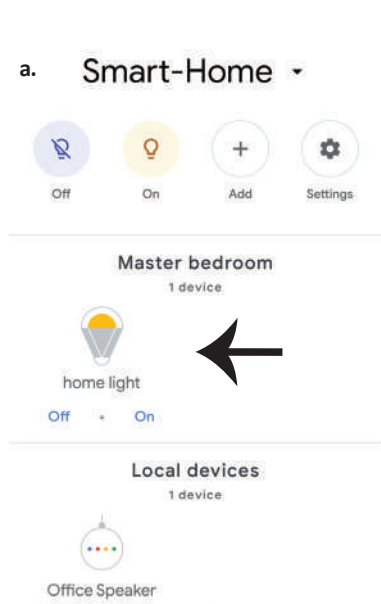 a. Smart-Home
Off On Add Settings
Master bedroom
1 device
home light
Off • On
Local devices
1 device
Office Speaker